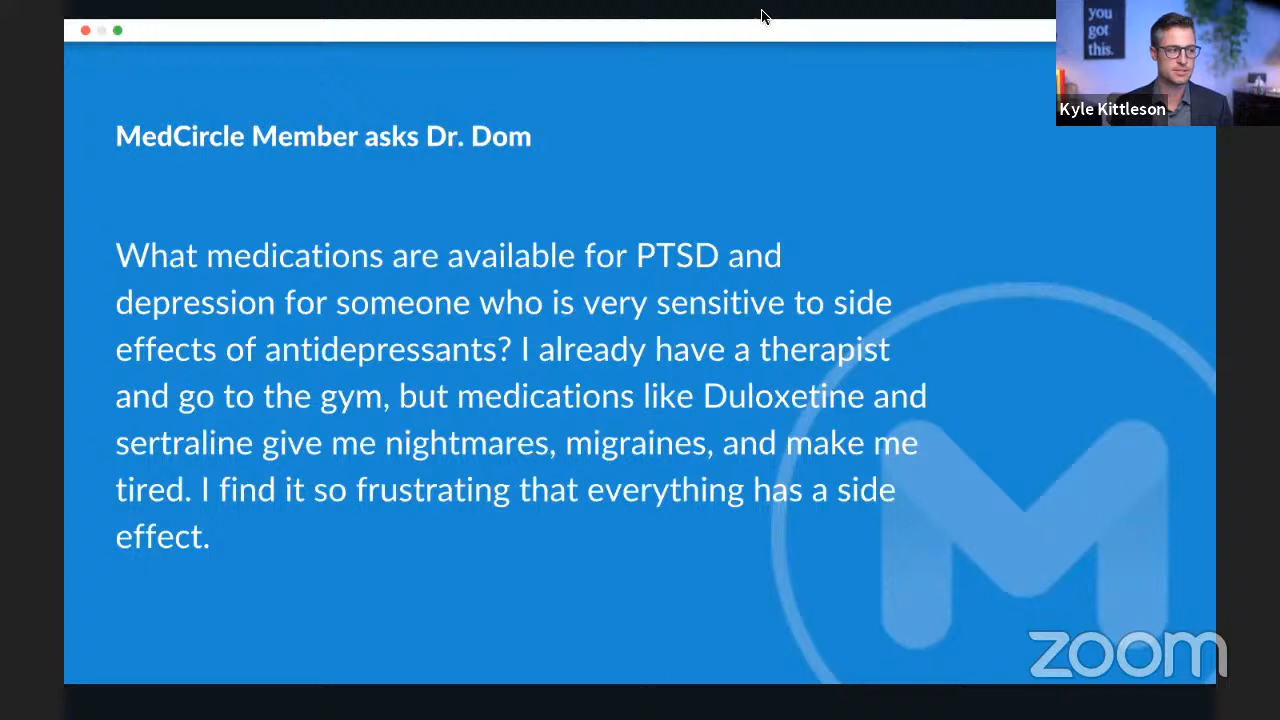 you
got
this.
Kyle Kittleson
MedCircle Member asks Dr. Dom
What medications are available for PTSD and
depression for someone who is very sensitive to side
effects of antidepressants? I already have a therapist
and go to the gym, but medications like Duloxetine and
sertraline give me nightmares, migraines, and make me
tired. I find it so frustrating that everything has a side
effect.
zoom